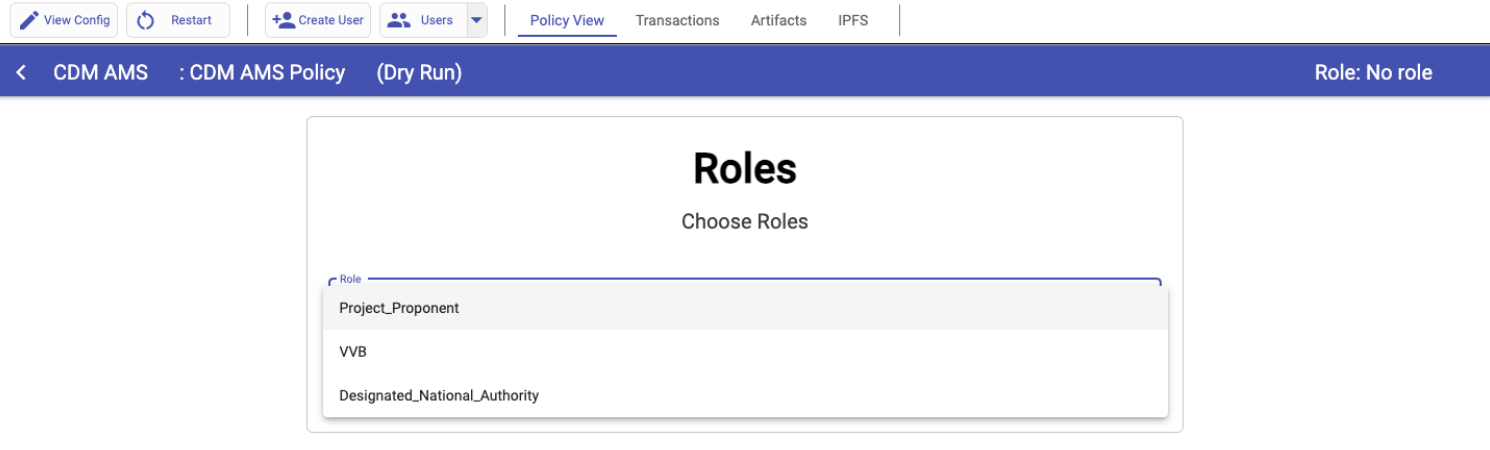 View Config Restart Create User Users Policy View Transactions Artifacts IPFS
CDM AMS : CDM AMS Policy (Dry Run) Role: No role
Roles
Choose Roles
Role
Project_Proponent
VVB
Designated_National_Authority